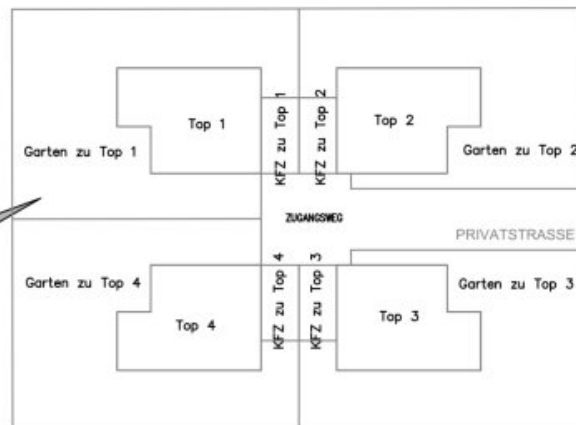 Top 1
KFZ zu Top 1
KFZ zu Top 2
Top 2
Garten zu Top 1
Garten zu Top 2
ZUGANGSWEG
PRIVATSTRASSE
Garten zu Top 4
KFZ zu Top 4
KFZ zu Top 3
Garten zu Top 3
Top 4
Top 3